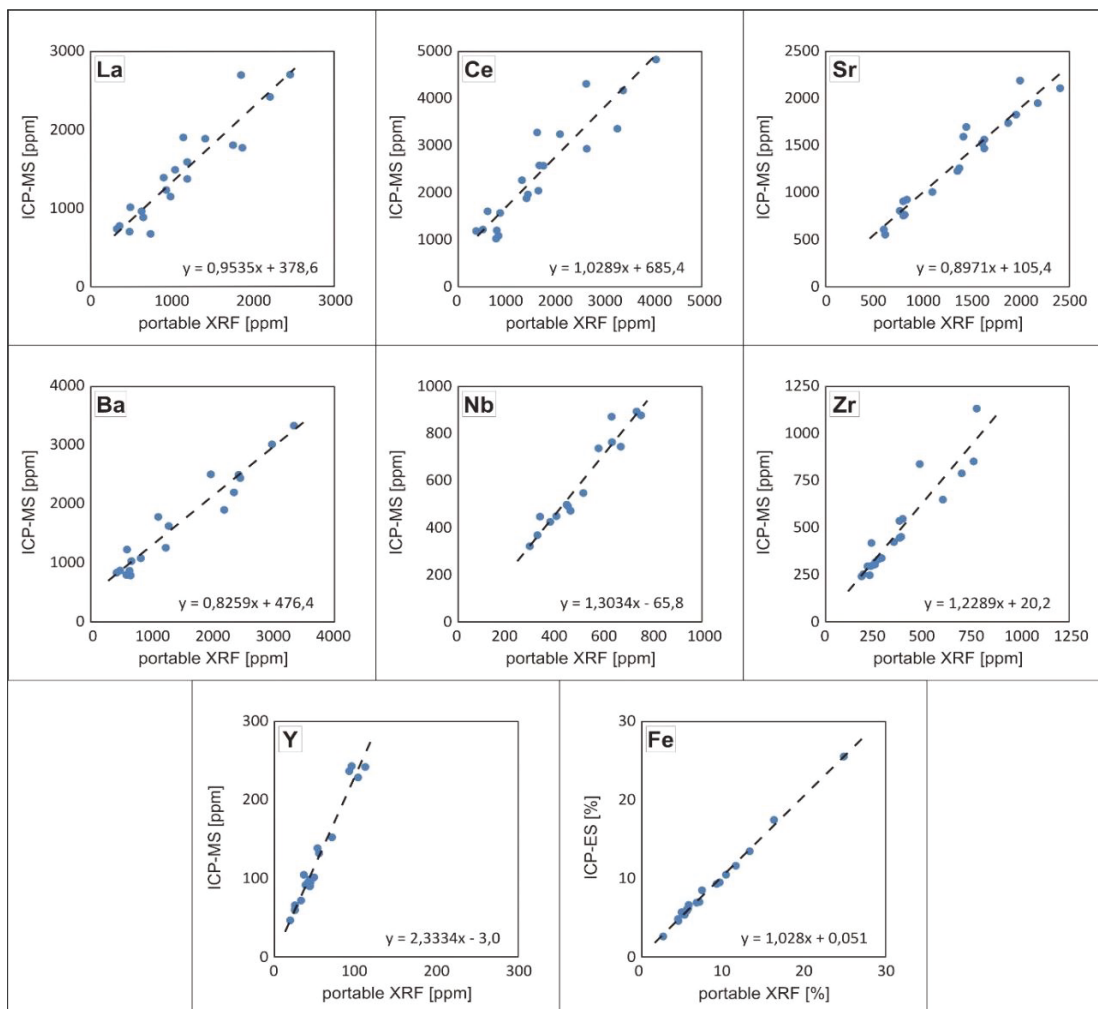 La
ICP-MS [ppm]
3000
2000
1000
0
0 1000 2000 3000
y = 0,9535x + 378,6
portable XRF [ppm]
Ce
ICP-MS [ppm]
5000
4000
3000
2000
1000
0
0 1000 2000 3000 4000 5000
y = 1,0289x + 685,4
portable XRF [ppm]
Sr
ICP-MS [ppm]
2500
2000
1500
1000
500
0
0 500 1000 1500 2000 2500
y = 0,8971x + 105,4
portable XRF [ppm]
Ba
ICP-MS [ppm]
4000
3000
2000
1000
0
0 1000 2000 3000 4000
y = 0,8259x + 476,4
portable XRF [ppm]
Nb
ICP-MS [ppm]
1000
800
600
400
200
0
0 200 400 600 800 1000
y = 1,3034x - 65,8
portable XRF [ppm]
Zr
ICP-MS [ppm]
1250
1000
750
500
250
0
0 250 500 750 1000 1250
y = 1,2289x + 20,2
portable XRF [ppm]
Y
ICP-MS [ppm]
300
200
100
0
0 100 200 300
y = 2,3334x - 3,0
portable XRF [ppm]
Fe
ICP-ES [%]
30
20
10
0
0 10 20 30
y = 1,028x + 0,051
portable XRF [%]